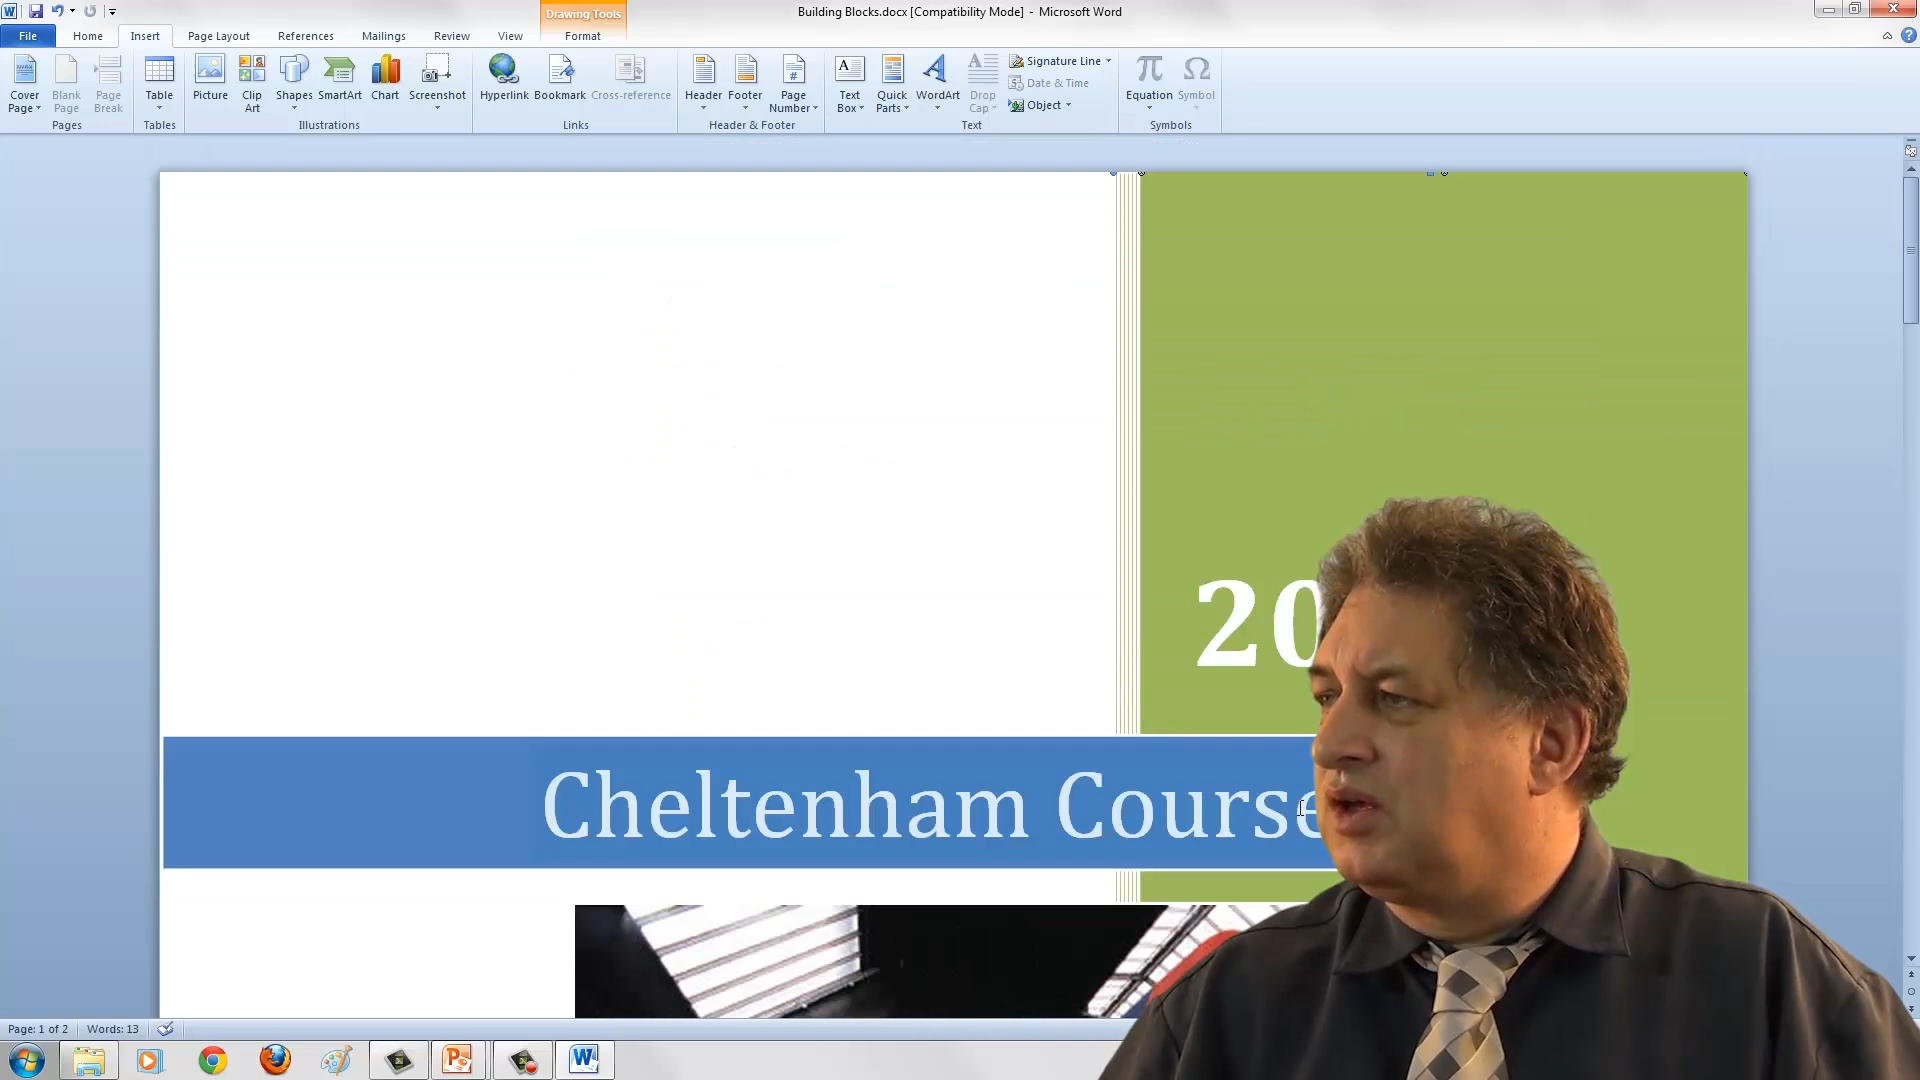 Drawing Tools
Building Blocks.docx [Compatibility Mode] - Microsoft Word
File Home Insert Page Layout References Mailings Review View Format
Cover Page
Blank Page
Page Break
Table
Picture
Clip Art
Shapes
SmartArt
Chart
Screenshot
Hyperlink
Bookmark
Cross-reference
Header
Footer
Page Number
Text Box
Quick Parts
WordArt
Drop Cap
Signature Line
Date & Time
Object
Equation
Symbol
Pages Tables Illustrations Links Header & Footer Text Symbols
20
Cheltenham Course
Page: 1 of 2 Words: 13